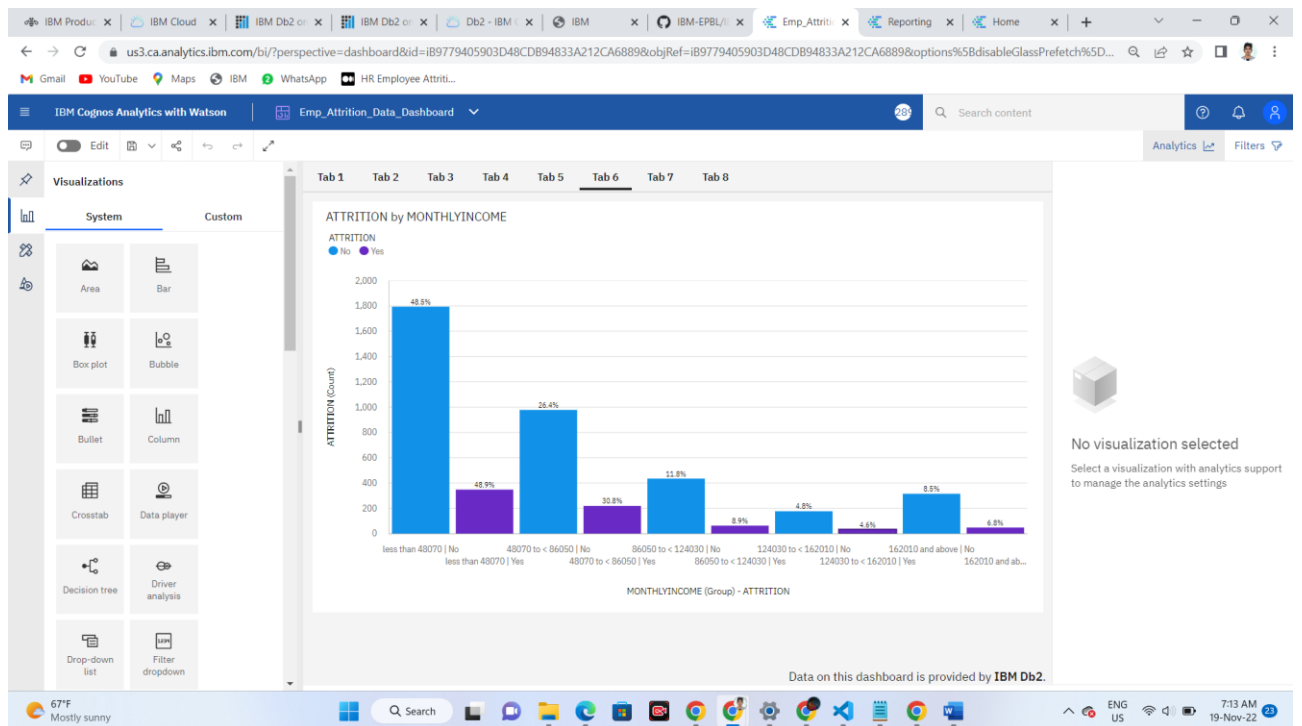 IBM Produc
IBM Cloud
IBM Db2 or
IBM Db2 or
Db2 - IBM
IBM
IBM-EPBL/
Emp_Attriti
Reporting
Home
us3.ca.analytics.ibm.com/bi/?perspective=dashboard&id=iB9779405903D48CDB94833A212CA6889&objRef=iB9779405903D48CDB94833A212CA6889&options%5BdisableGlassPrefetch%5D...
Gmail YouTube Maps IBM WhatsApp HR Employee Attriti...
IBM Cognos Analytics with Watson Emp_Attrition_Data_Dashboard Search content
Edit Analytics Filters
Visualizations
System Custom
Area Bar
Box plot Bubble
Bullet Column
Crosstab Data player
Decision tree Driver analysis
Drop-down list Filter dropdown
Tab 1 Tab 2 Tab 3 Tab 4 Tab 5 Tab 6 Tab 7 Tab 8
ATTRITION by MONTHLYINCOME
ATTRITION
No Yes
ATTRITION (Count)
2,000
1,800
1,600
1,400
1,200
1,000
800
600
400
200
0
48.5%
48.9%
26.4%
30.8%
11.8%
8.9%
4.8%
4.6%
8.5%
6.8%
less than 48070 | No 48070 to < 86050 | No 86050 to < 124030 | No 124030 to < 162010 | No 162010 and above | No
less than 48070 | Yes 48070 to < 86050 | Yes 86050 to < 124030 | Yes 124030 to < 162010 | Yes 162010 and ab...
MONTHLYINCOME (Group) - ATTRITION
No visualization selected
Select a visualization with analytics support
to manage the analytics settings
Data on this dashboard is provided by IBM Db2.
67°F
Mostly sunny
Search
ENG
US
7:13 AM
19-Nov-22
23